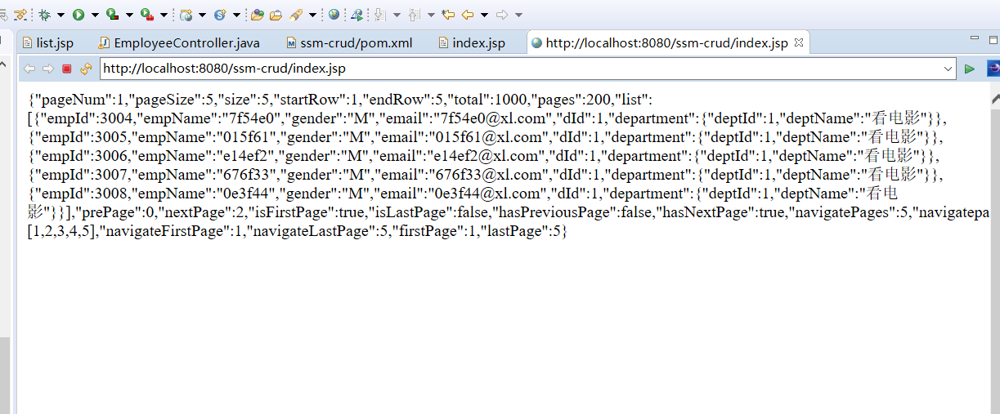 list.jsp EmployeeController.java ssm-crud/pom.xml index.jsp http://localhost:8080/ssm-crud/index.jsp
http://localhost:8080/ssm-crud/index.jsp
{"pageNum":1,"pageSize":5,"size":5,"startRow":1,"endRow":5,"total":1000,"pages":200,"list":
[{"empId":3004,"empName":"7f54e0","gender":"M","email":"7f54e0@xl.com","dId":1,"department":{"deptId":1,"deptName":"看电影"}},
{"empId":3005,"empName":"015f61","gender":"M","email":"015f61@xl.com","dId":1,"department":{"deptId":1,"deptName":"看电影"}},
{"empId":3006,"empName":"e14ef2","gender":"M","email":"e14ef2@xl.com","dId":1,"department":{"deptId":1,"deptName":"看电影"}},
{"empId":3007,"empName":"676f33","gender":"M","email":"676f33@xl.com","dId":1,"department":{"deptId":1,"deptName":"看电影"}},
{"empId":3008,"empName":"0e3f44","gender":"M","email":"0e3f44@xl.com","dId":1,"department":{"deptId":1,"deptName":"看电
影"}}],"prePage":0,"nextPage":2,"isFirstPage":true,"isLastPage":false,"hasPreviousPage":false,"hasNextPage":true,"navigatePages":5,"navigatepa
[1,2,3,4,5],"navigateFirstPage":1,"navigateLastPage":5,"firstPage":1,"lastPage":5}